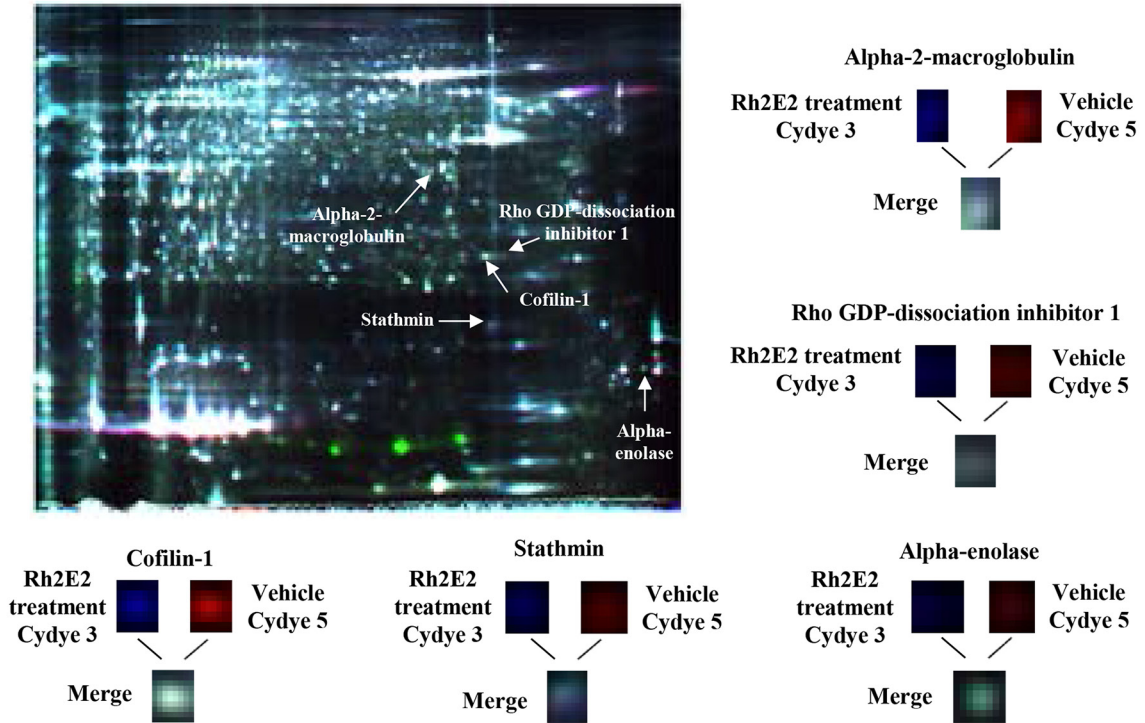 Alpha-2-
macroglobulin
Rho GDP-dissociation
inhibitor 1
Cofilin-1
Stathmin
Alpha-
enolase
Alpha-2-macroglobulin
Rh2E2 treatment
Cydye 3
Vehicle
Cydye 5
Merge
Rho GDP-dissociation inhibitor 1
Rh2E2 treatment
Cydye 3
Vehicle
Cydye 5
Merge
Cofilin-1
Rh2E2
treatment
Cydye 3
Vehicle
Cydye 5
Merge
Stathmin
Rh2E2
treatment
Cydye 3
Vehicle
Cydye 5
Merge
Alpha-enolase
Rh2E2
treatment
Cydye 3
Vehicle
Cydye 5
Merge